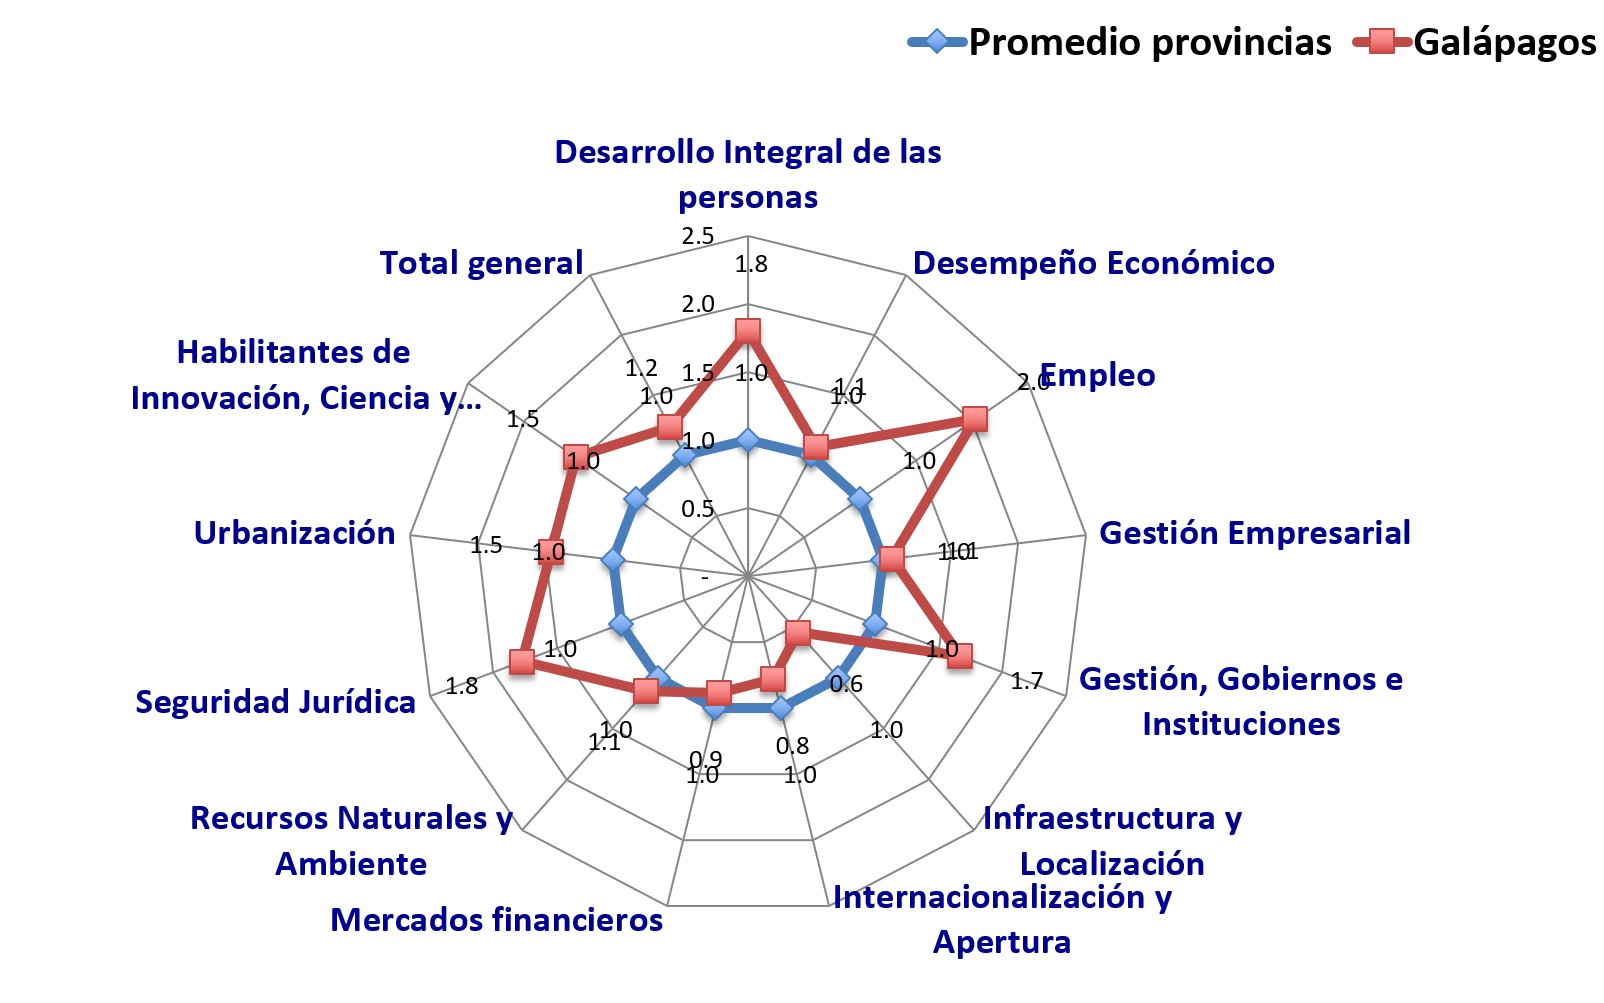 Promedio provincias
Galápagos
Desarrollo Integral de las
personas
2.5
1.8
Total general
Desempeño Económico
2.0
Habilitantes de
Innovación, Ciencia y...
1.2
1.5
1.0
Empleo
2.0
1.0
1.1
1.0
1.5
1.0
1.0
1.0
0.5
Urbanización
Gestión Empresarial
1.5
1.0
1.0
1.1
-
1.0
1.0
Seguridad Jurídica
1.8
1.7
0.6
Gestión, Gobiernos e
Instituciones
1.0
1.1
0.9
1.0
0.8
1.0
1.0
Recursos Naturales y
Ambiente
Infraestructura y
Localización
Mercados financieros
Internacionalización y
Apertura